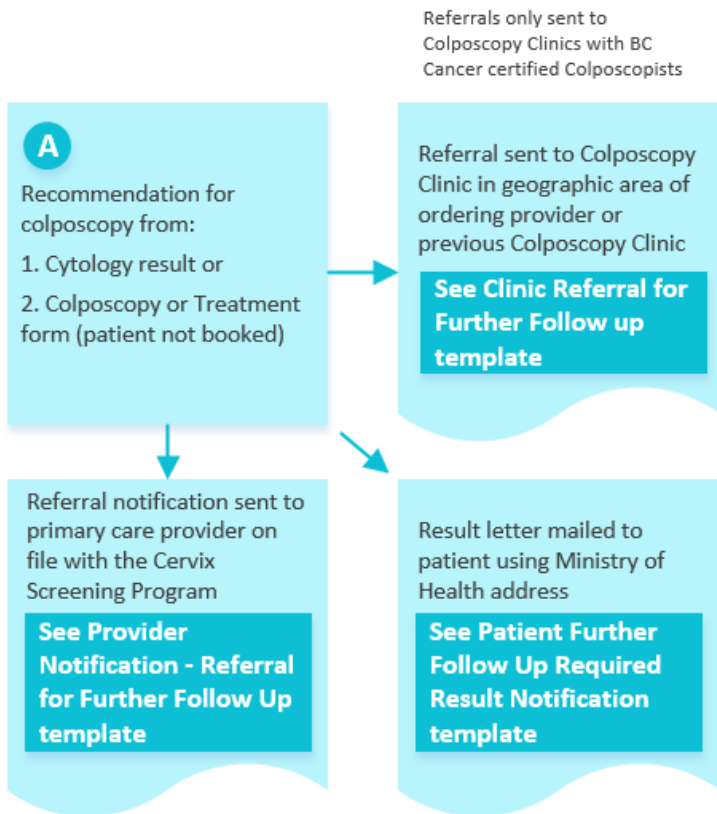 Referrals only sent to
Colposcopy Clinics with BC
Cancer certified Colposcopists
A
Recommendation for
colposcopy from:
1. Cytology result or
2. Colposcopy or Treatment
form (patient not booked)
Referral sent to Colposcopy
Clinic in geographic area of
ordering provider or
previous Colposcopy Clinic
See Clinic Referral for
Further Follow up
template
Referral notification sent to
primary care provider on
file with the Cervix
Screening Program
See Provider
Notification - Referral
for Further Follow Up
template
Result letter mailed to
patient using Ministry of
Health address
See Patient Further
Follow Up Required
Result Notification
template